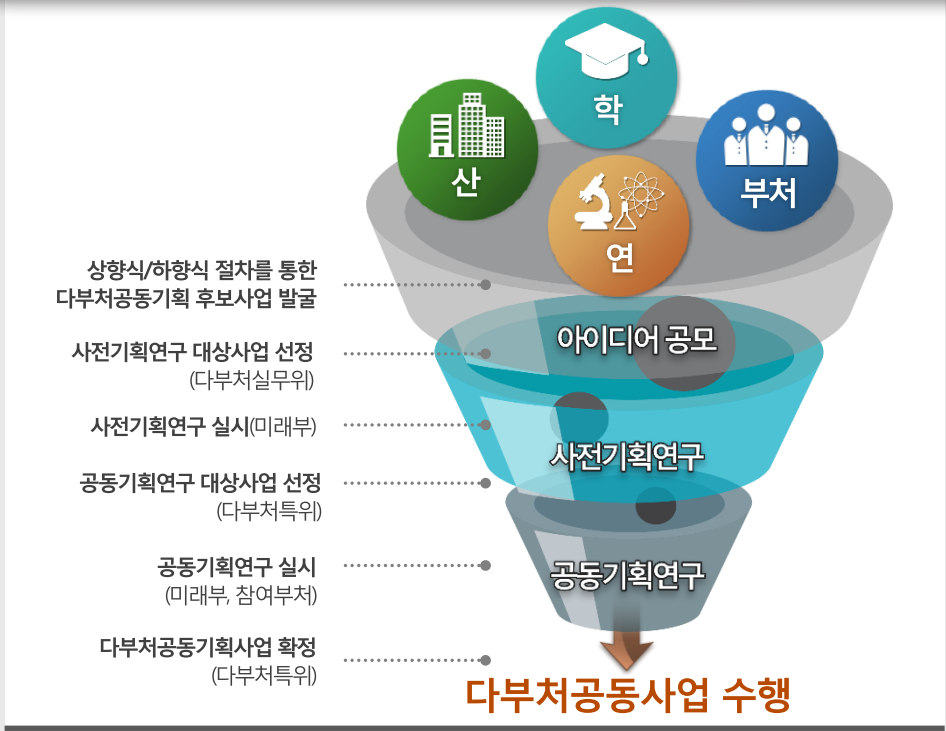 학
산
부처
연
상향식/하향식 절차를 통한
다부처공동기획 후보사업 발굴
아이디어 공모
사전기획연구 대상사업 선정
(다부처실무위)
사전기획연구 실시(미래부)
사전기획연구
공동기획연구 대상사업 선정
(다부처특위)
공동기획연구 실시
(미래부, 참여부처)
공동기획연구
다부처공동기획사업 확정
(다부처특위)
다부처공동사업 수행